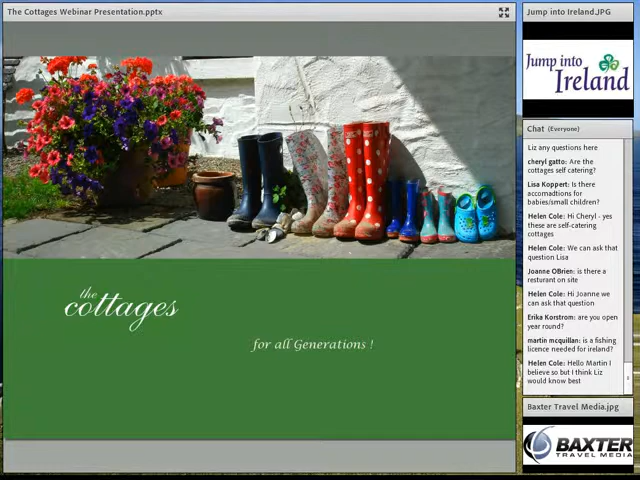 The Cottages Webinar Presentation.pptx
the
cottages
for all Generations !
Jump into Ireland.JPG
Jump into
Ireland
Chat (Everyone)
Liz any questions here
cheryl gatto: Are the
cottages self catering?
Lisa Koppert: Is there
accomadtions for
babies/small children?
Helen Cole: Hi Cheryl - yes
these are self-catering
cottages
Helen Cole: We can ask that
question Lisa
Joanne OBrien: is there a
resturant on site
Helen Cole: Hi Joanne we
can ask that question
Erika Korstrom: are you open
year round?
martin mcquillan: is a fishing
licence needed for ireland?
Helen Cole: Hello Martin I
believe so but I think Liz
would know best
Baxter Travel Media.jpg
BAXTER
TRAVEL MEDIA